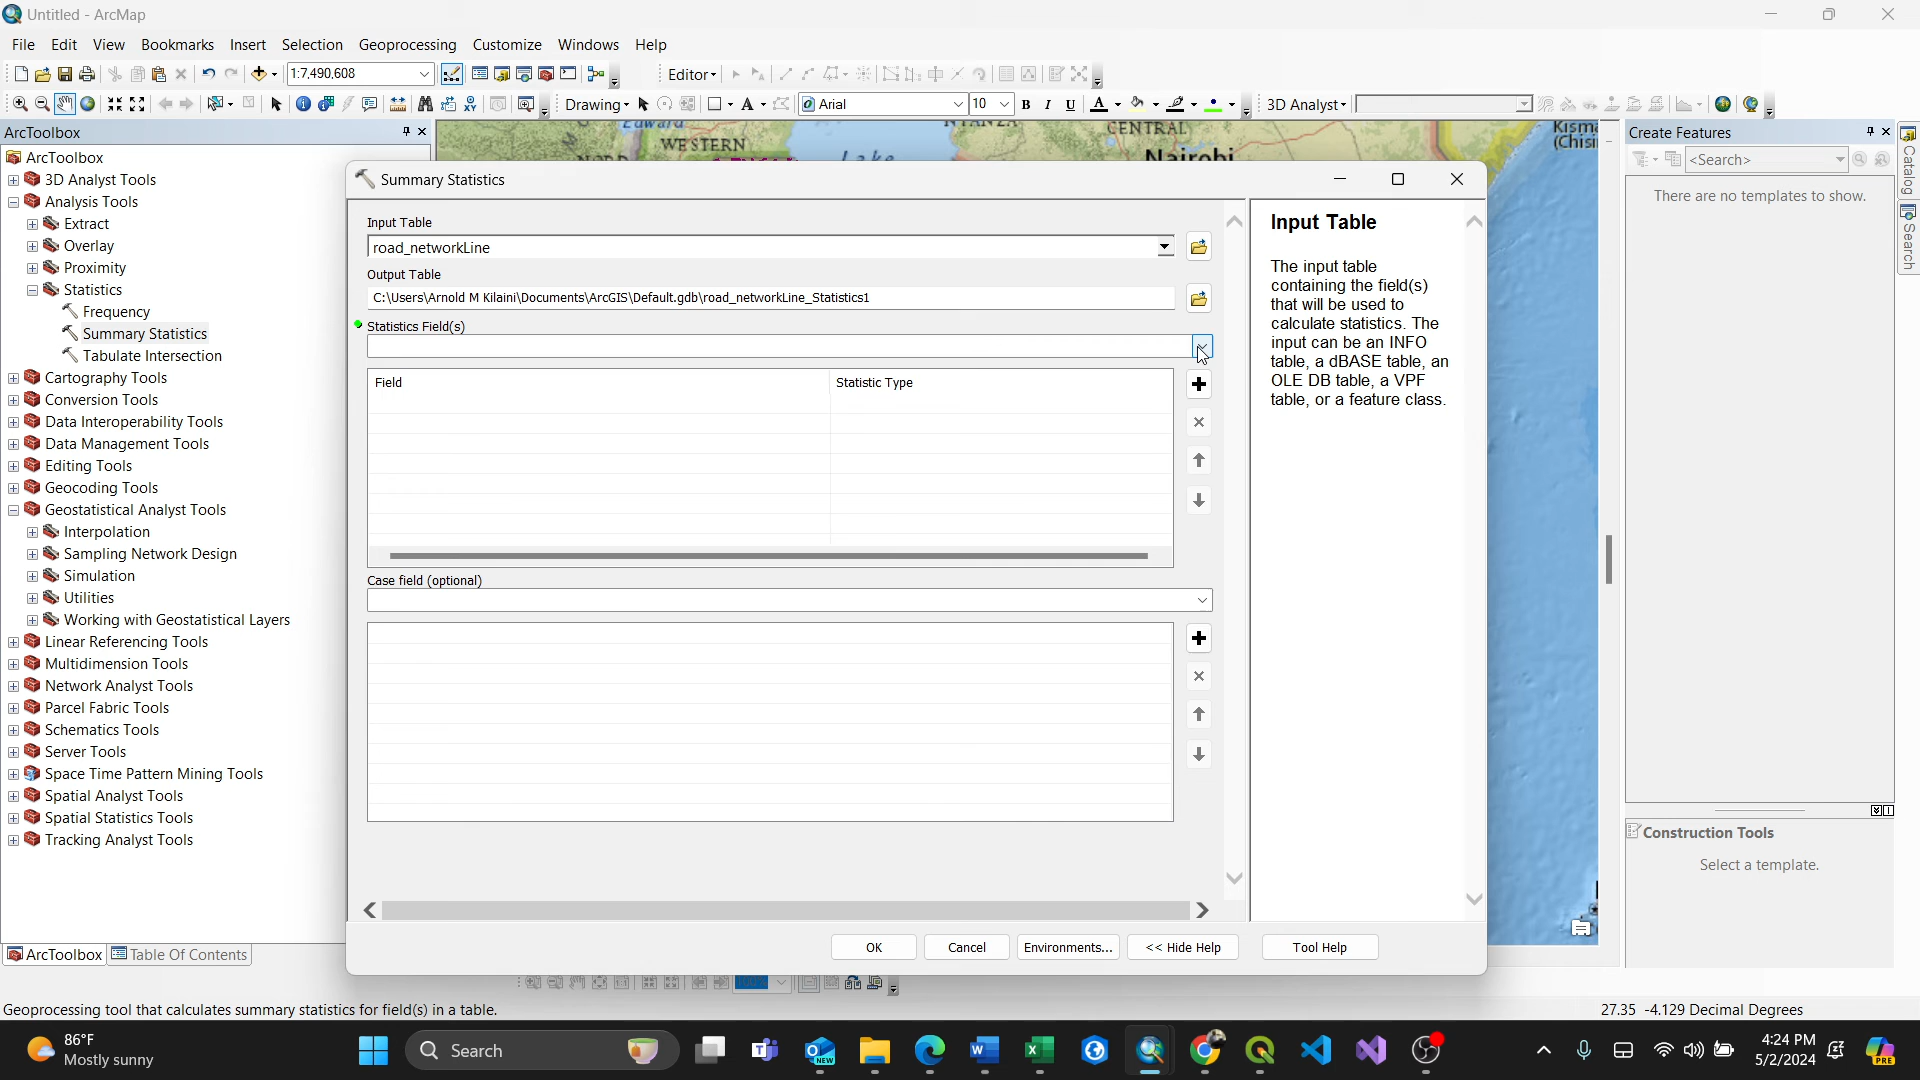 Untitled - ArcMap
File Edit View Bookmarks Insert Selection Geoprocessing Customize Windows Help
1:7,490,608
Editor
Drawing
Arial
10
B I U A
3D Analyst
ArcToolbox
ArcToolbox
3D Analyst Tools
Analysis Tools
Extract
Overlay
Proximity
Statistics
Frequency
Summary Statistics
Tabulate Intersection
Cartography Tools
Conversion Tools
Data Interoperability Tools
Data Management Tools
Editing Tools
Geocoding Tools
Geostatistical Analyst Tools
Interpolation
Sampling Network Design
Simulation
Utilities
Working with Geostatistical Layers
Linear Referencing Tools
Multidimension Tools
Network Analyst Tools
Parcel Fabric Tools
Schematics Tools
Server Tools
Space Time Pattern Mining Tools
Spatial Analyst Tools
Spatial Statistics Tools
Tracking Analyst Tools
ArcToolbox
Table Of Contents
Edward
WESTERN
Lake
CENTRAL
Nairobi
(Chisi
Summary Statistics
Input Table
road_networkLine
Output Table
C:\Users\Arnold M Kilaini\Documents\ArcGIS\Default.gdb\road_networkLine_Statistics1
Statistics Field(s)
Field
Statistic Type
Case field (optional)
OK
Cancel
Environments...
<< Hide Help
Tool Help
Input Table
The input table
containing the field(s)
that will be used to
calculate statistics. The
input can be an INFO
table, a dBASE table, an
OLE DB table, a VPF
table, or a feature class.
Create Features
<Search>
There are no templates to show.
Construction Tools
Select a template.
Catalog
Search
Geoprocessing tool that calculates summary statistics for field(s) in a table.
27.35 -4.129 Decimal Degrees
86°F
Mostly sunny
Search
NEW
4:24 PM
5/2/2024
PRE